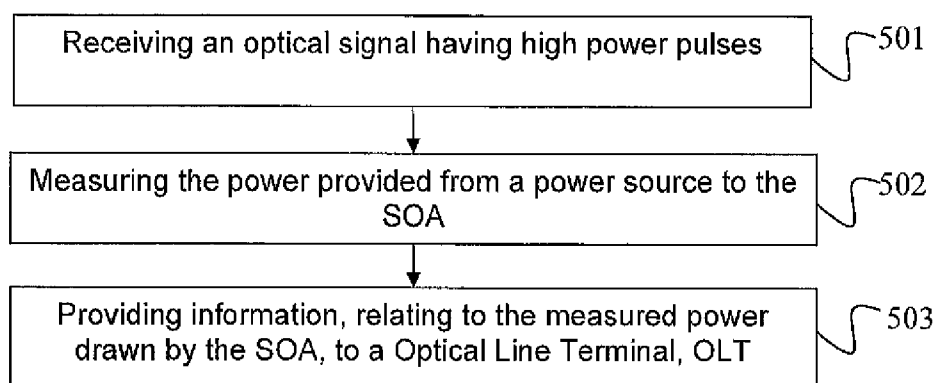 Receiving an optical signal having high power pulses
501
Measuring the power provided from a power source to the
SOA
502
Providing information, relating to the measured power
drawn by the SOA, to a Optical Line Terminal, OLT
503